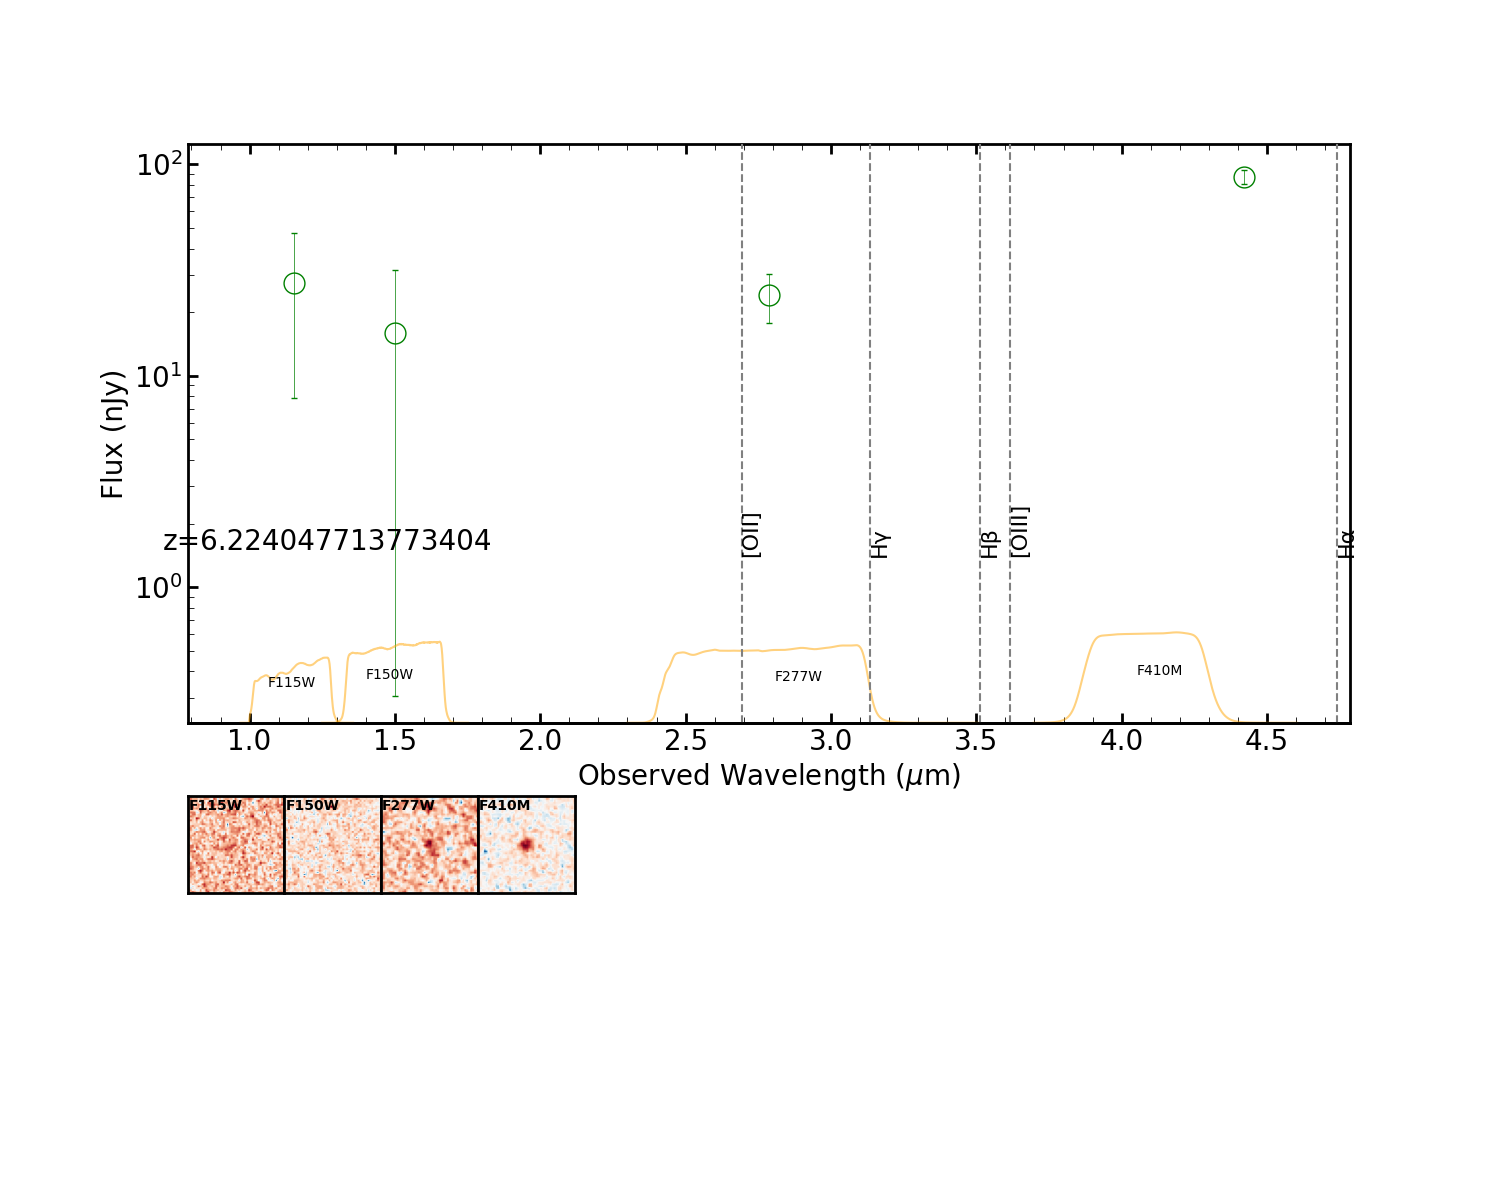 10²
10¹
10⁰
Flux (nJy)
z=6.224047713773404
[OII]
Hγ
Hβ
[OIII]
Hα
F115W
F150W
F277W
F410M
1.0 1.5 2.0 2.5 3.0 3.5 4.0 4.5
Observed Wavelength (μm)
F115W F150W F277W F410M